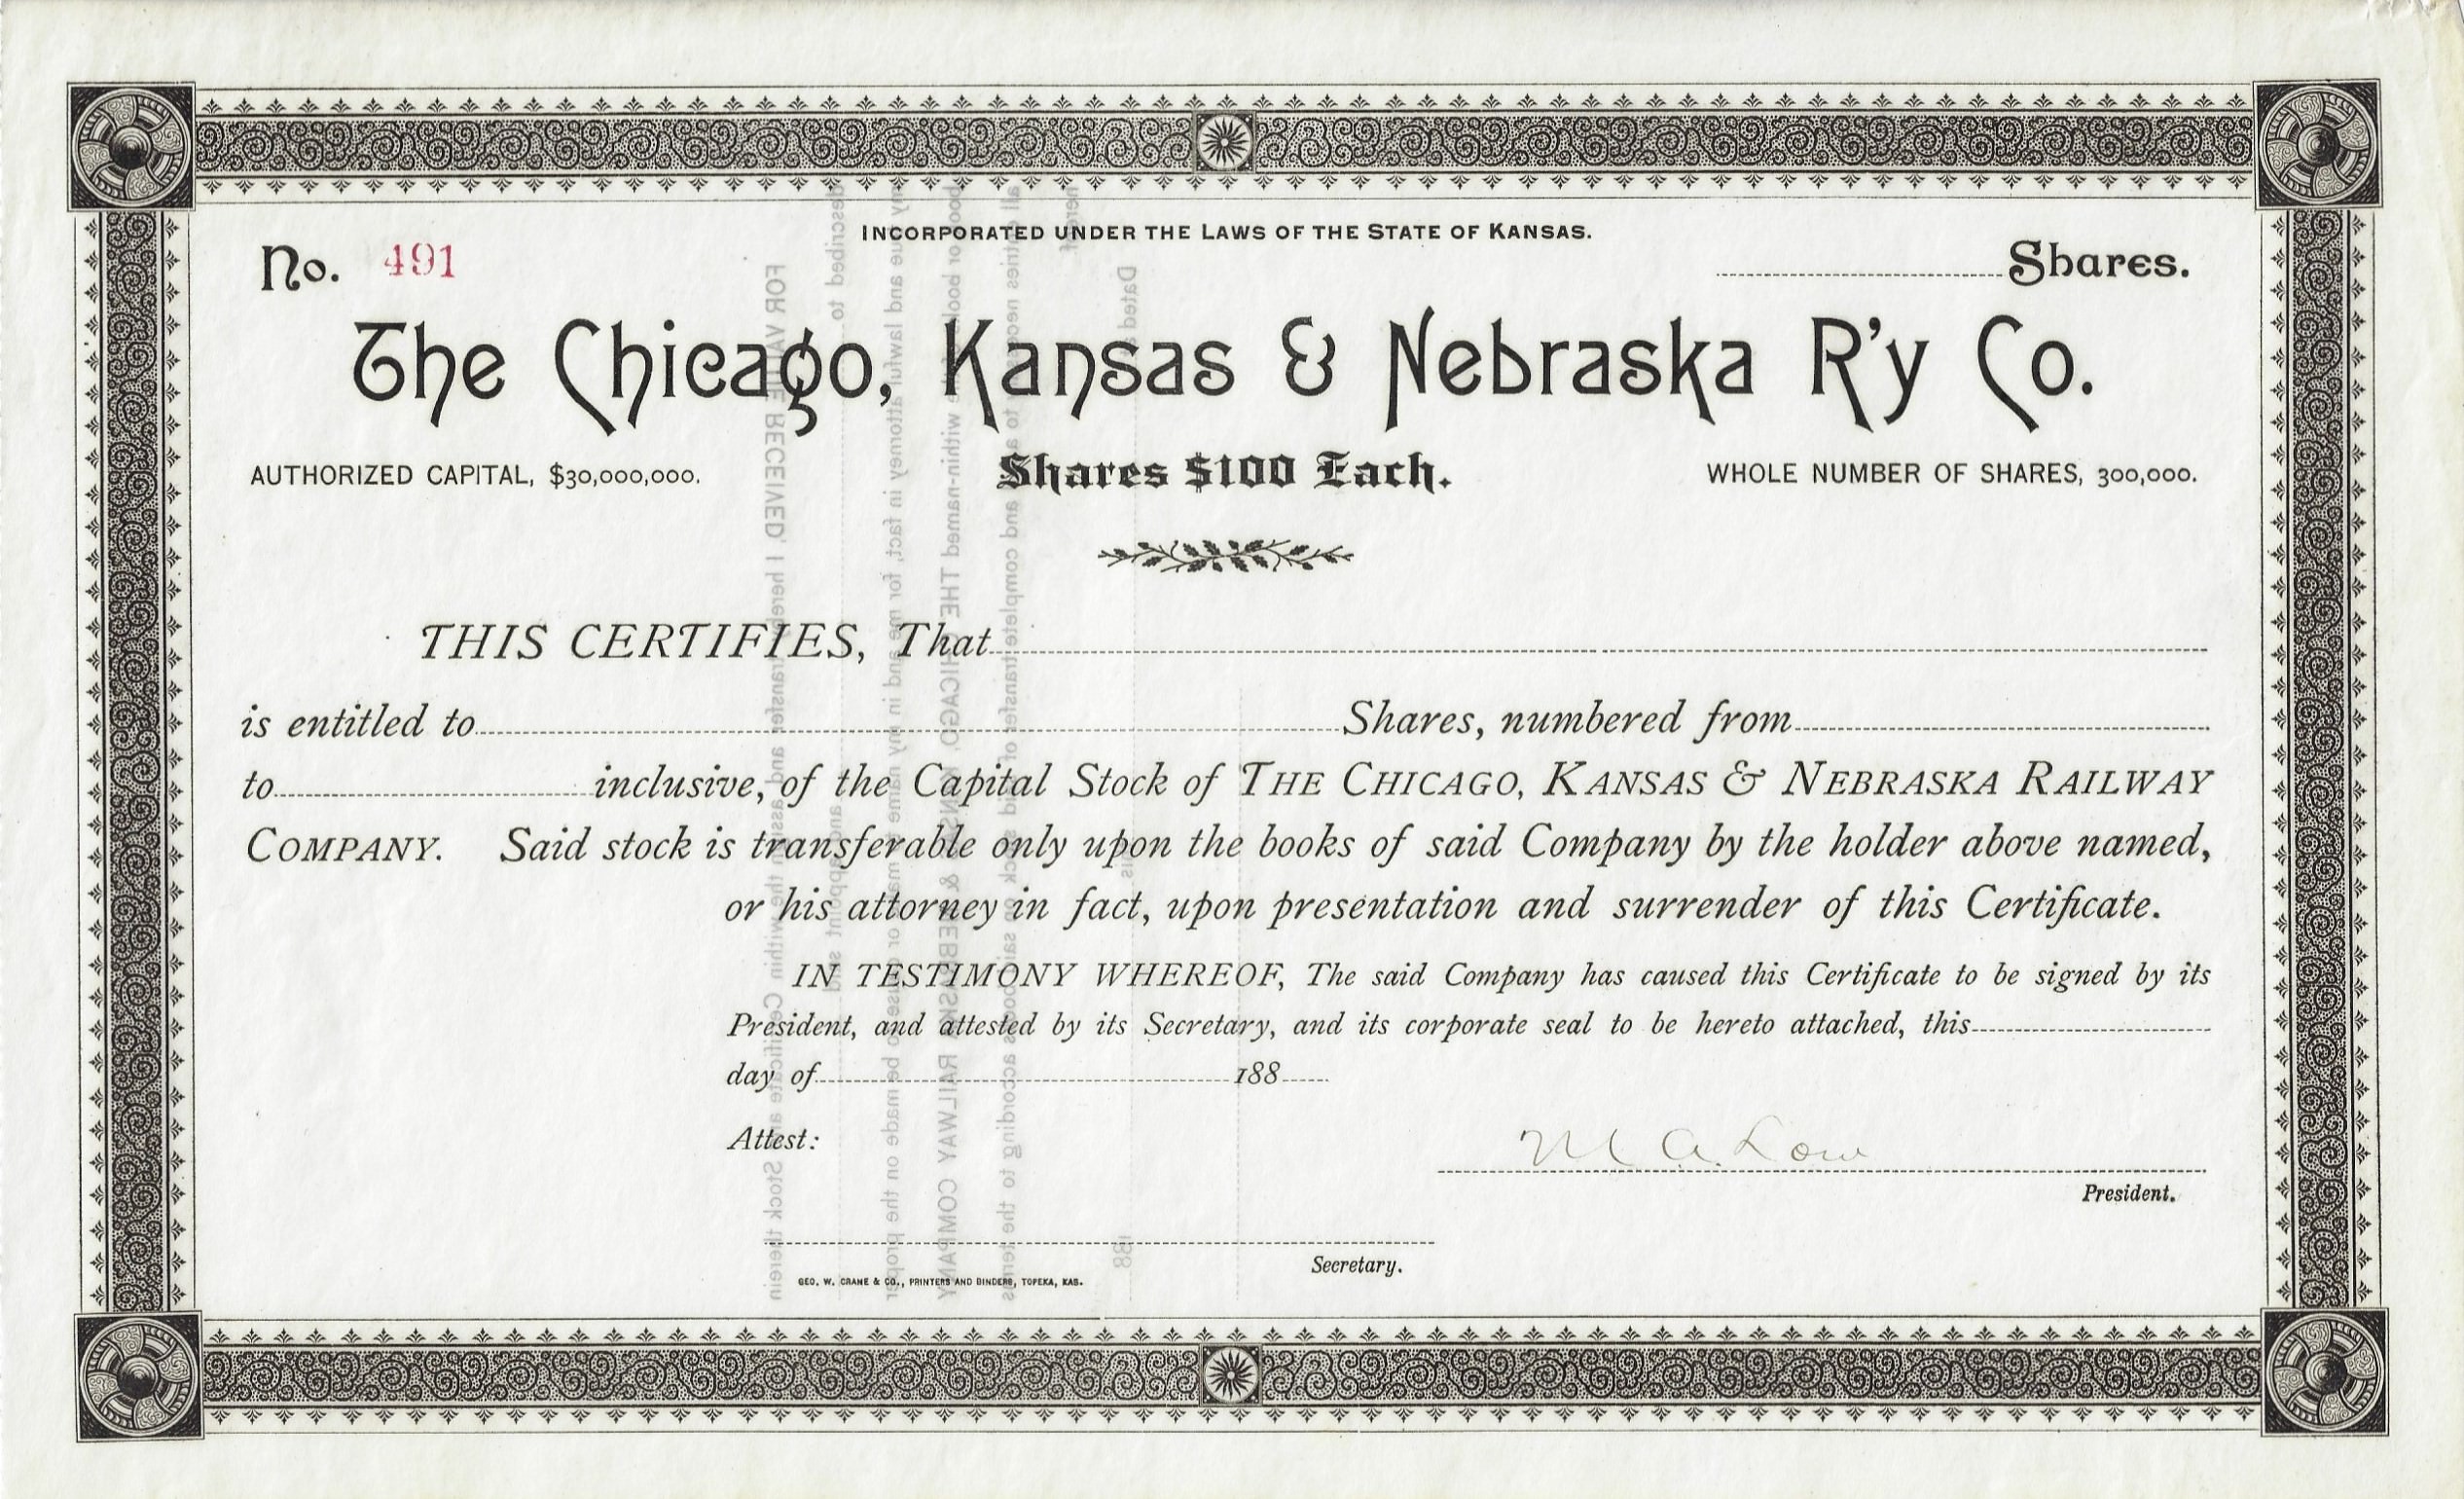 INCORPORATED UNDER THE LAWS OF THE STATE OF KANSAS.
No. 491
Shares.
The Chicago, Kansas & Nebraska R'y Co.
AUTHORIZED CAPITAL, $30,000,000.
Shares $100 Each.
WHOLE NUMBER OF SHARES, 300,000.
THIS CERTIFIES, That
is entitled to Shares, numbered from
to inclusive, of the Capital Stock of THE CHICAGO, KANSAS & NEBRASKA RAILWAY
COMPANY. Said stock is transferable only upon the books of said Company by the holder above named,
or his attorney in fact, upon presentation and surrender of this Certificate.
IN TESTIMONY WHEREOF, The said Company has caused this Certificate to be signed by its
President, and attested by its Secretary, and its corporate seal to be hereto attached, this
day of 188
Attest:
M A. Low
President.
Secretary.
GEO. W. CRANE & CO., PRINTERS AND BINDERS, TOPEKA, KAS.